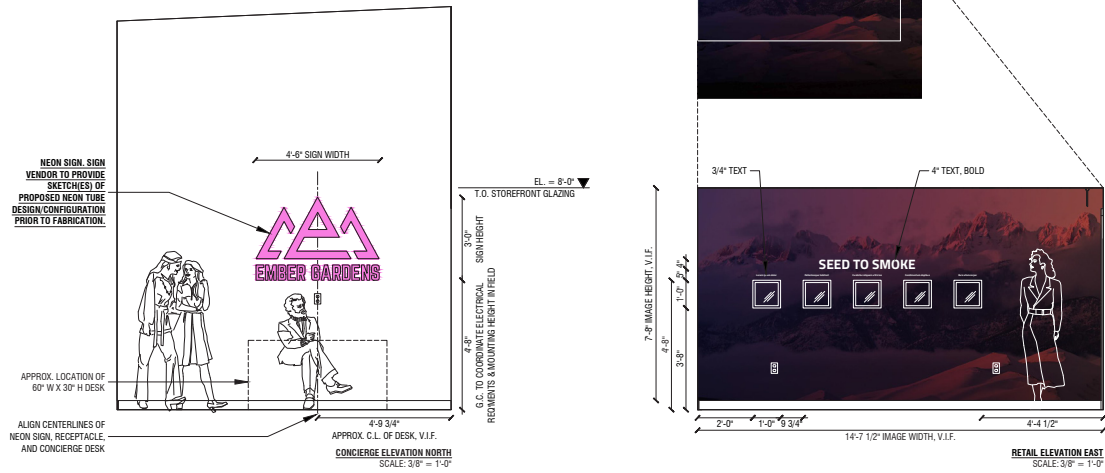 4'-6" SIGN WIDTH
NEON SIGN. SIGN
VENDOR TO PROVIDE
SKETCH(ES) OF
PROPOSED NEON TUBE
DESIGN/CONFIGURATION
PRIOR TO FABRICATION.
EL. = 8'-0"
T.O. STOREFRONT GLAZING
3'-0"
SIGN HEIGHT
EMBER GARDENS
4'-8"
G.C. TO COORDINATE ELECTRICAL
REQ'MENTS & MOUNTING HEIGHT IN FIELD
APPROX. LOCATION OF
60" W X 30" H DESK
ALIGN CENTERLINES OF
NEON SIGN, RECEPTACLE,
AND CONCIERGE DESK
4'-9 3/4"
APPROX. C.L. OF DESK, V.I.F.
CONCIERGE ELEVATION NORTH
SCALE: 3/8" = 1'-0"
3/4" TEXT
4" TEXT, BOLD
SEED TO SMOKE
7'-8" IMAGE HEIGHT, V.I.F.
4'-8"
4"
5"
1'-0"
3'-8"
2'-0"
1'-0"
9 3/4"
4'-4 1/2"
14'-7 1/2" IMAGE WIDTH, V.I.F.
RETAIL ELEVATION EAST
SCALE: 3/8" = 1'-0"